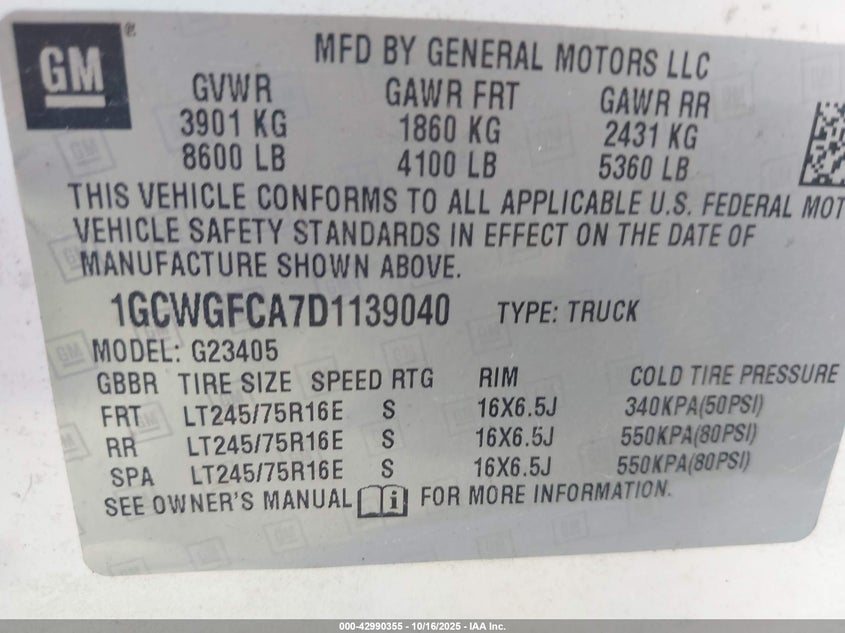 GM
MFD BY GENERAL MOTORS LLC
GVWR GAWR FRT GAWR RR
3901 KG 1860 KG 2431 KG
8600 LB 4100 LB 5360 LB
THIS VEHICLE CONFORMS TO ALL APPLICABLE U.S. FEDERAL MOT
VEHICLE SAFETY STANDARDS IN EFFECT ON THE DATE OF
MANUFACTURE SHOWN ABOVE.
1GCWGFCA7D1139040 TYPE: TRUCK
MODEL: G23405
GBBR TIRE SIZE SPEED RTG RIM COLD TIRE PRESSURE
FRT LT245/75R16E S 16X6.5J 340KPA(50PSI)
RR LT245/75R16E S 16X6.5J 550KPA(80PSI)
SPA LT245/75R16E S 16X6.5J 550KPA(80PSI)
SEE OWNER'S MANUAL i FOR MORE INFORMATION.
000-42990355 - 10/16/2025 - IAA Inc.